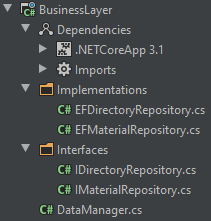 BusinessLayer
Dependencies
.NETCoreApp 3.1
Imports
Implementations
C# EFDirectoryRepository.cs
C# EFMaterialRepository.cs
Interfaces
C# IDirectoryRepository.cs
C# IMaterialRepository.cs
C# DataManager.cs